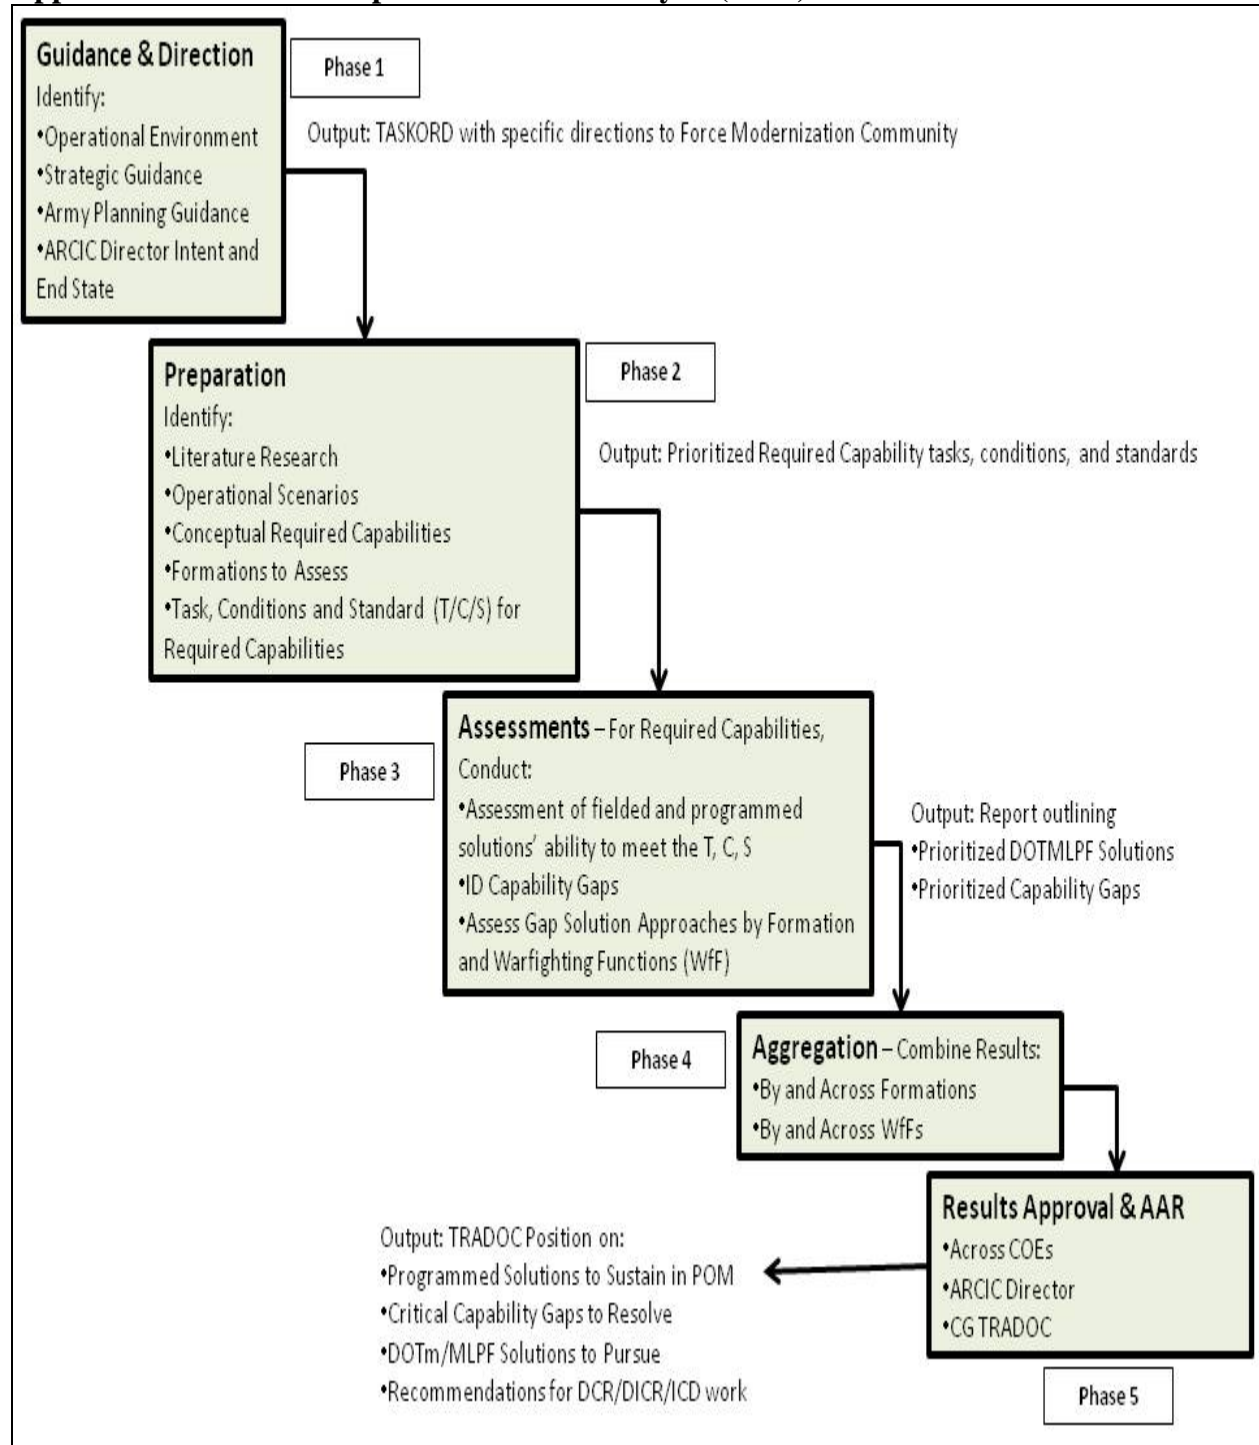 Guidance & Direction
Identify:
•Operational Environment
•Strategic Guidance
•Army Planning Guidance
•ARCIC Director Intent and
End State
Phase 1
Output: TASKORD with specific directions to Force Modernization Community
Preparation
Identify:
•Literature Research
•Operational Scenarios
•Conceptual Required Capabilities
•Formations to Assess
•Task, Conditions and Standard (T/C/S) for
Required Capabilities
Phase 2
Output: Prioritized Required Capability tasks, conditions, and standards
Phase 3
Assessments – For Required Capabilities,
Conduct:
•Assessment of fielded and programmed
solutions’ ability to meet the T, C, S
•ID Capability Gaps
•Assess Gap Solution Approaches by Formation
and Warfighting Functions (WfF)
Output: Report outlining
•Prioritized DOTMLPF Solutions
•Prioritized Capability Gaps
Phase 4
Aggregation – Combine Results:
•By and Across Formations
•By and Across WfFs
Results Approval & AAR
•Across COEs
•ARCIC Director
•CG TRADOC
Phase 5
Output: TRADOC Position on:
•Programmed Solutions to Sustain in POM
•Critical Capability Gaps to Resolve
•DOTm/MLPF Solutions to Pursue
•Recommendations for DCR/DICR/ICD work